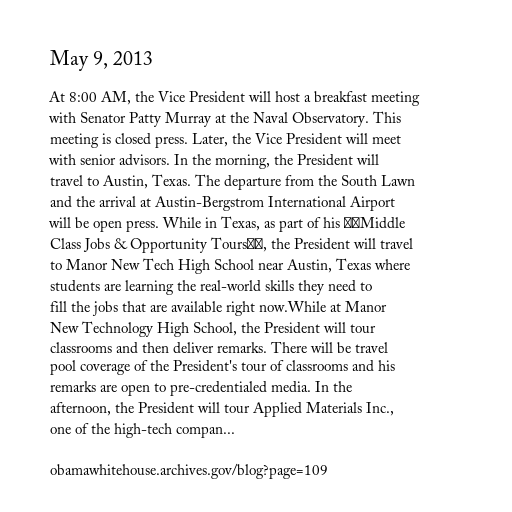 May 9, 2013
At 8:00 AM, the Vice President will host a breakfast meeting
with Senator Patty Murray at the Naval Observatory. This
meeting is closed press. Later, the Vice President will meet
with senior advisors. In the morning, the President will
travel to Austin, Texas. The departure from the South Lawn
and the arrival at Austin-Bergstrom International Airport
will be open press. While in Texas, as part of his Middle
Class Jobs & Opportunity Tours, the President will travel
to Manor New Tech High School near Austin, Texas where
students are learning the real-world skills they need to
fill the jobs that are available right now.While at Manor
New Technology High School, the President will tour
classrooms and then deliver remarks. There will be travel
pool coverage of the President's tour of classrooms and his
remarks are open to pre-credentialed media. In the
afternoon, the President will tour Applied Materials Inc.,
one of the high-tech compan...
obamawhitehouse.archives.gov/blog?page=109